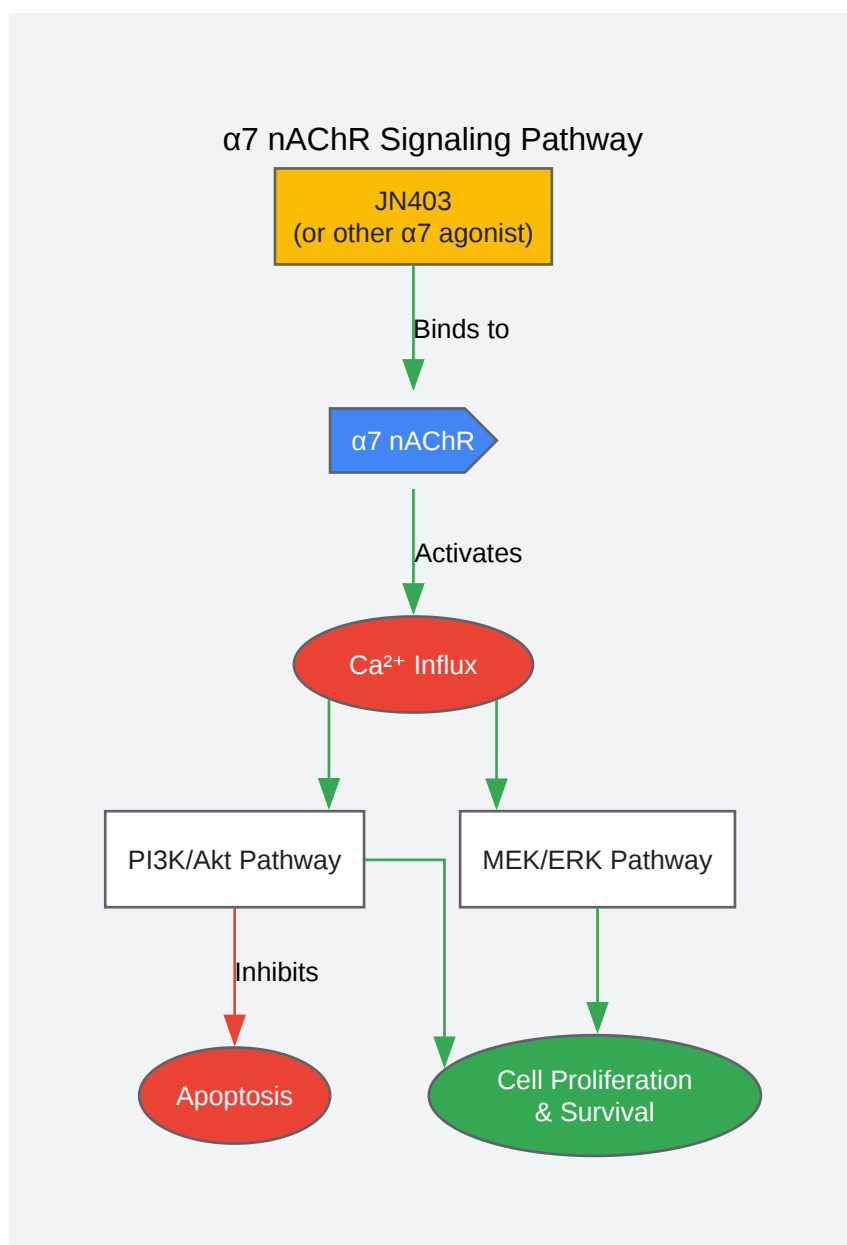 α7 nAChR Signaling Pathway
JN403
(or other α7 agonist)
Binds to
α7 nAChR
Activates
Ca²⁺ Influx
PI3K/Akt Pathway
MEK/ERK Pathway
Inhibits
Apoptosis
Cell Proliferation
& Survival